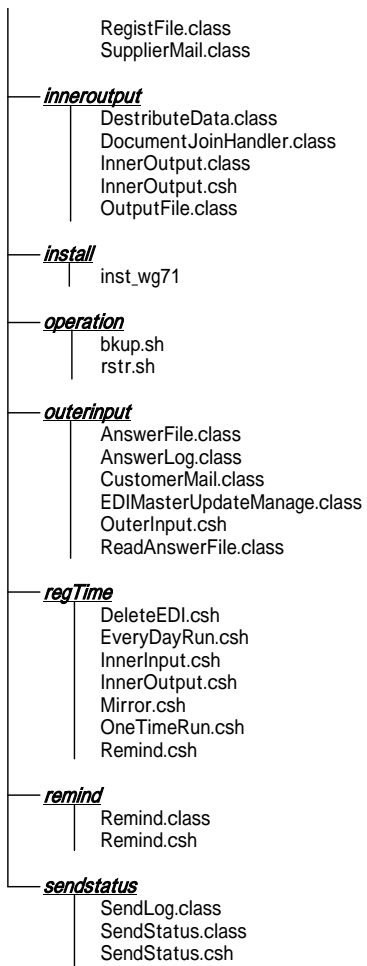 RegistFile.class
SupplierMail.class
inneroutput
DestributeData.class
DocumentJoinHandler.class
InnerOutput.class
InnerOutput.csh
OutputFile.class
install
inst_wg71
operation
bkup.sh
rstr.sh
outerinput
AnswerFile.class
AnswerLog.class
CustomerMail.class
EDIMasterUpdateManage.class
OuterInput.csh
ReadAnswerFile.class
regTime
DeleteEDI.csh
EveryDayRun.csh
InnerInput.csh
InnerOutput.csh
Mirror.csh
OneTimeRun.csh
Remind.csh
remind
Remind.class
Remind.csh
sendstatus
SendLog.class
SendStatus.class
SendStatus.csh